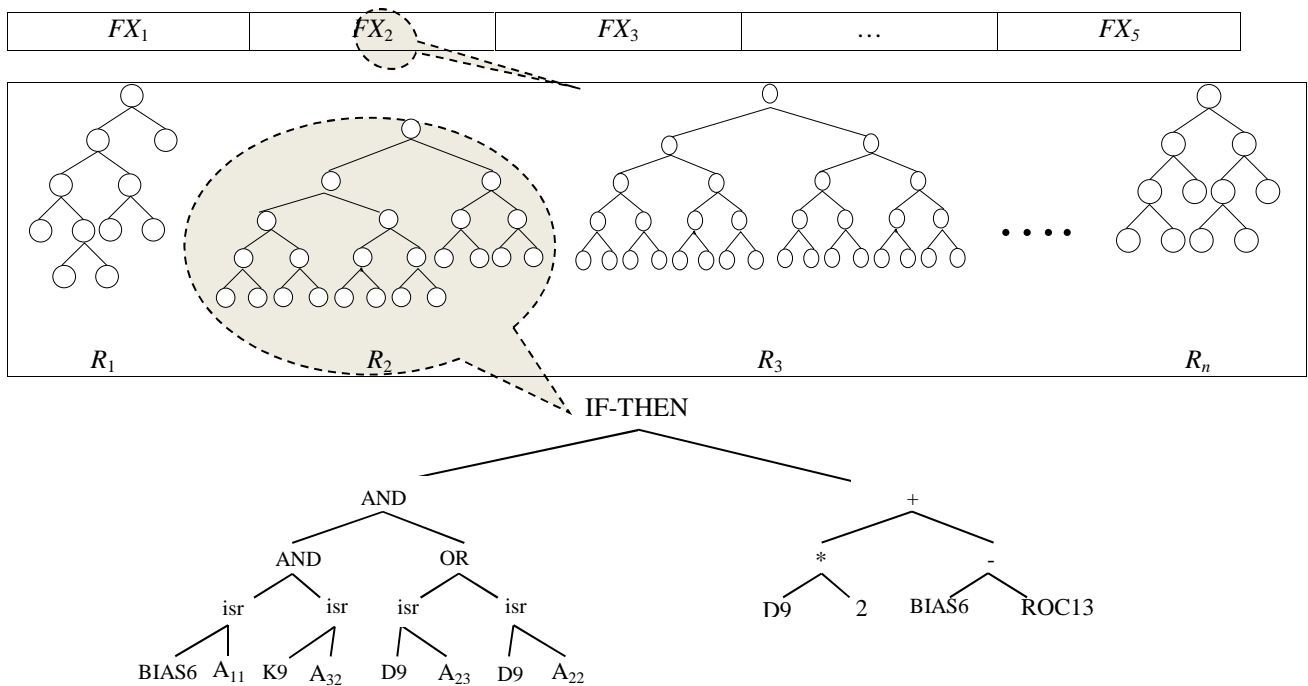 FX₁ FX₂ FX₃ … FX₅
R₁ R₂ R₃ Rₙ
IF-THEN
AND +
AND OR * -
isr isr isr isr D9 2 BIAS6 ROC13
BIAS6 A₁₁ K9 A₃₂ D9 A₂₃ D9 A₂₂